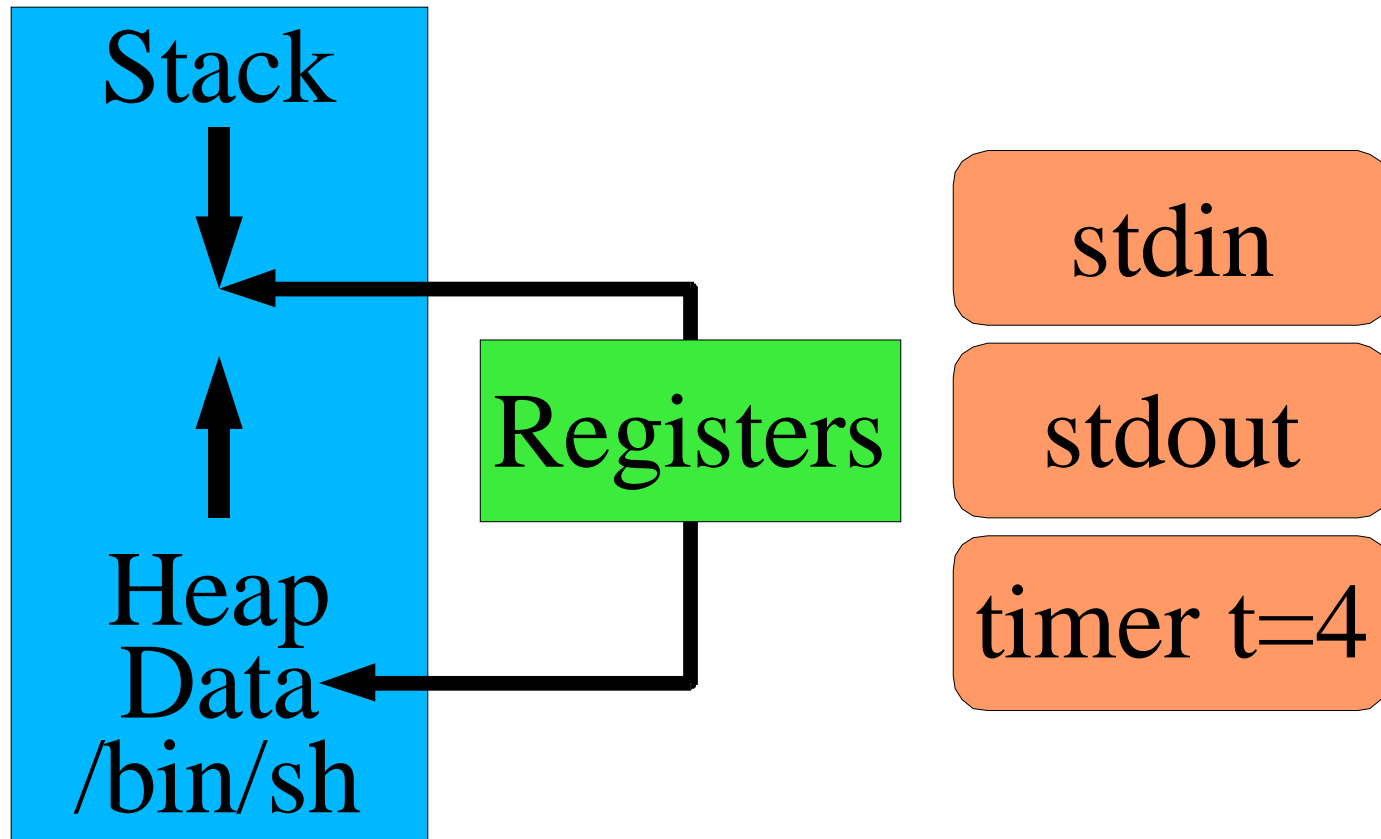 Stack
Heap
Data
/bin/sh
Registers
stdin
stdout
timer t=4